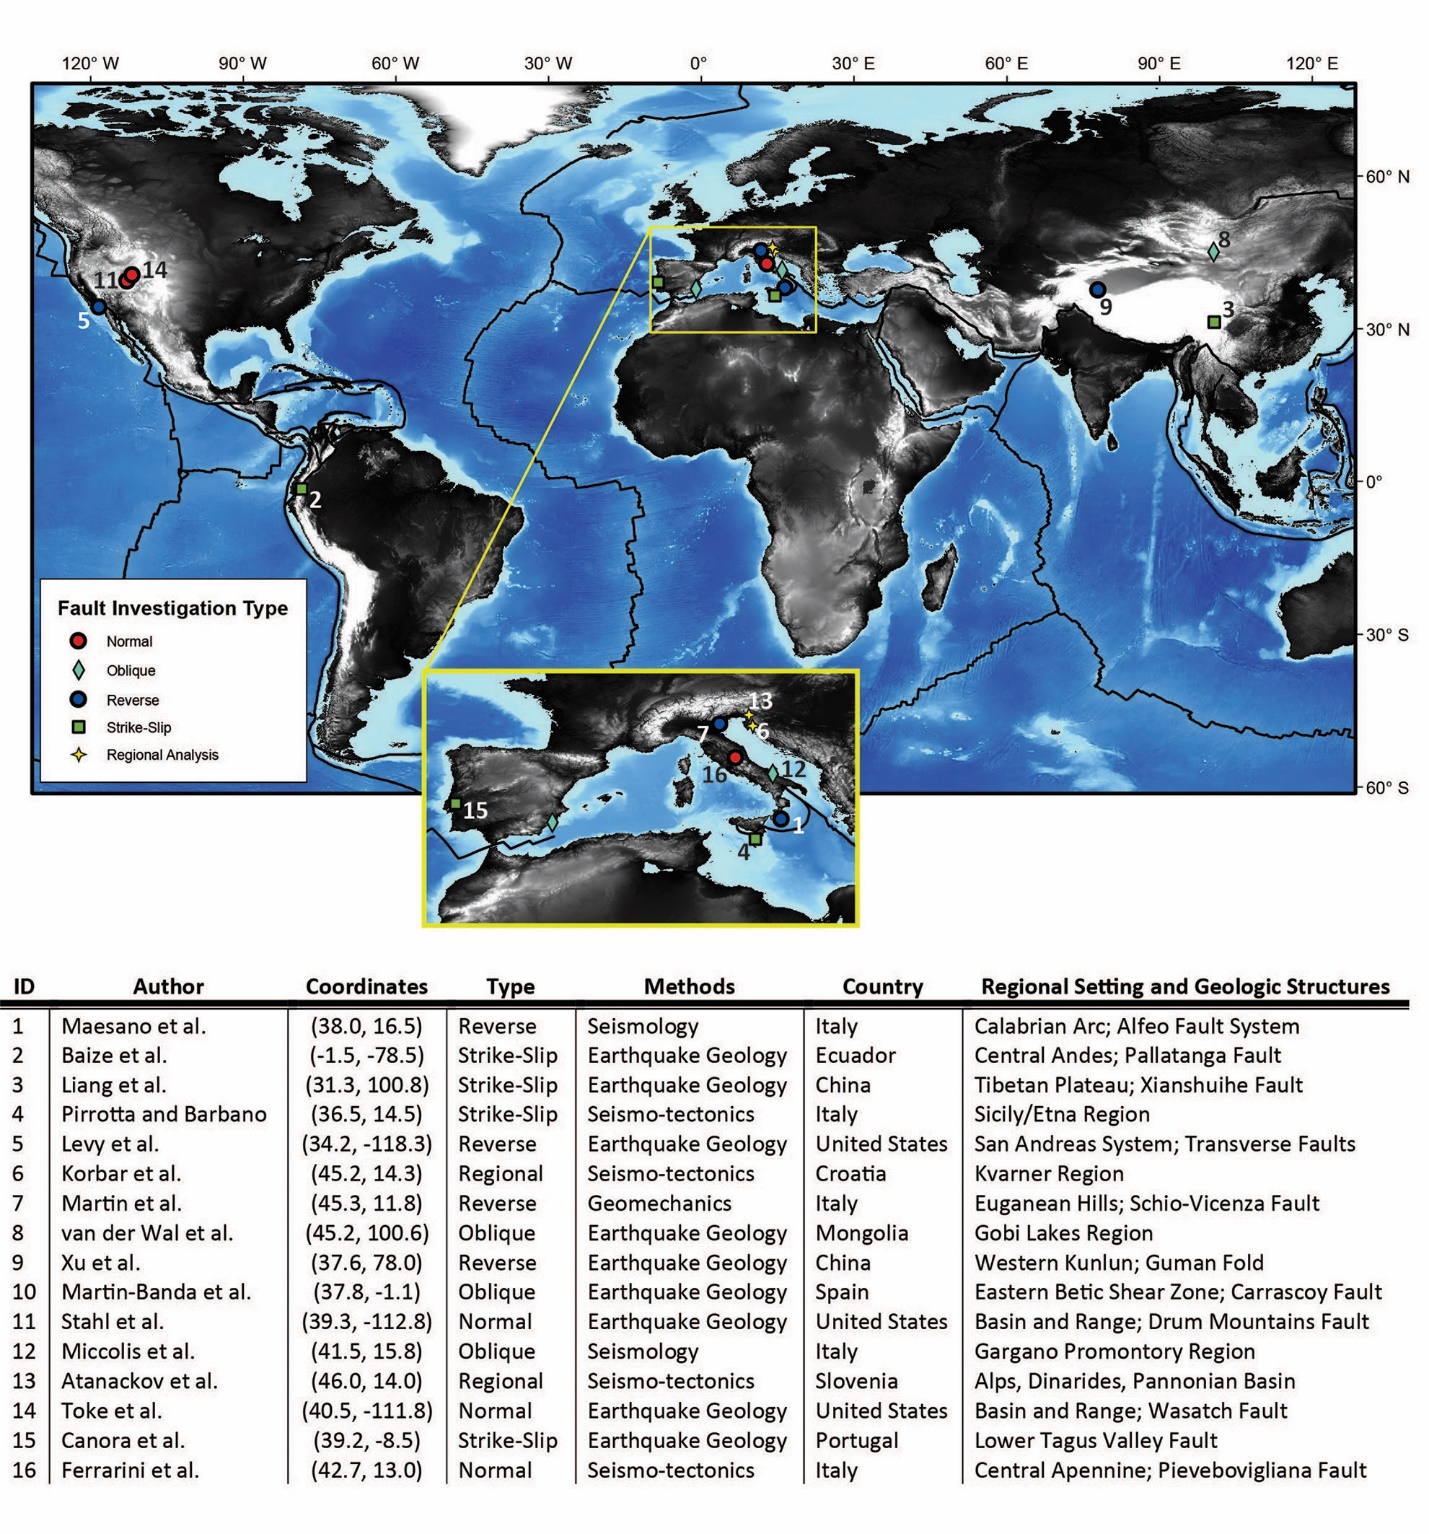 120° W 90° W 60° W 30° W 0° 30° E 60° E 90° E 120° E
60° N
8
14
11
9
3
5
30° N
2
0°
Fault Investigation Type
Normal
Oblique
Reverse
Strike-Slip
Regional Analysis
30° S
13
7 6
16 12
15
1
4
60° S
ID Author Coordinates Type Methods Country Regional Setting and Geologic Structures
1 Maesano et al. (38.0, 16.5) Reverse Seismology Italy Calabrian Arc; Alfeo Fault System
2 Baize et al. (-1.5, -78.5) Strike-Slip Earthquake Geology Ecuador Central Andes; Pallatanga Fault
3 Liang et al. (31.3, 100.8) Strike-Slip Earthquake Geology China Tibetan Plateau; Xianshuihe Fault
4 Pirrotta and Barbano (36.5, 14.5) Strike-Slip Seismo-tectonics Italy Sicily/Etna Region
5 Levy et al. (34.2, -118.3) Reverse Earthquake Geology United States San Andreas System; Transverse Faults
6 Korbar et al. (45.2, 14.3) Regional Seismo-tectonics Croatia Kvarner Region
7 Martin et al. (45.3, 11.8) Reverse Geomechanics Italy Euganean Hills; Schio-Vicenza Fault
8 van der Wal et al. (45.2, 100.6) Oblique Earthquake Geology Mongolia Gobi Lakes Region
9 Xu et al. (37.6, 78.0) Reverse Earthquake Geology China Western Kunlun; Guman Fold
10 Martin-Banda et al. (37.8, -1.1) Oblique Earthquake Geology Spain Eastern Betic Shear Zone; Carrascoy Fault
11 Stahl et al. (39.3, -112.8) Normal Earthquake Geology United States Basin and Range; Drum Mountains Fault
12 Miccolis et al. (41.5, 15.8) Oblique Seismology Italy Gargano Promontory Region
13 Atanackov et al. (46.0, 14.0) Regional Seismo-tectonics Slovenia Alps, Dinarides, Pannonian Basin
14 Toke et al. (40.5, -111.8) Normal Earthquake Geology United States Basin and Range; Wasatch Fault
15 Canora et al. (39.2, -8.5) Strike-Slip Earthquake Geology Portugal Lower Tagus Valley Fault
16 Ferrarini et al. (42.7, 13.0) Normal Seismo-tectonics Italy Central Apennine; Pievebovigliana Fault